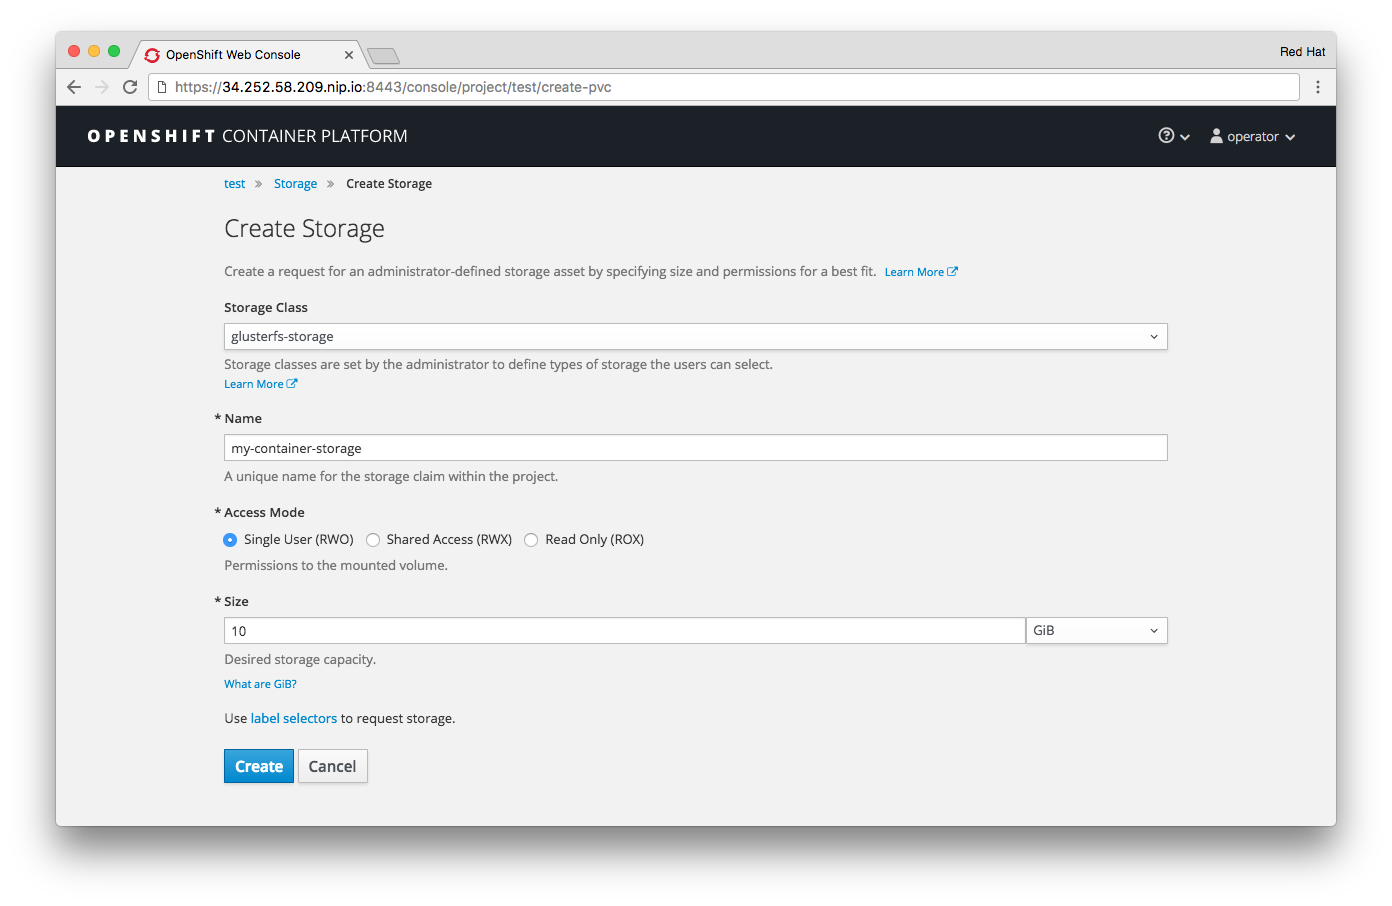 OpenShift Web Console
Red Hat
https://34.252.58.209.nip.io:8443/console/project/test/create-pvc
OPENSHIFT CONTAINER PLATFORM
operator
test » Storage » Create Storage
Create Storage
Create a request for an administrator-defined storage asset by specifying size and permissions for a best fit. Learn More
Storage Class
glusterfs-storage
Storage classes are set by the administrator to define types of storage the users can select.
Learn More
* Name
my-container-storage
A unique name for the storage claim within the project.
* Access Mode
Single User (RWO) Shared Access (RWX) Read Only (ROX)
Permissions to the mounted volume.
* Size
10 GiB
Desired storage capacity.
What are GiB?
Use label selectors to request storage.
Create Cancel